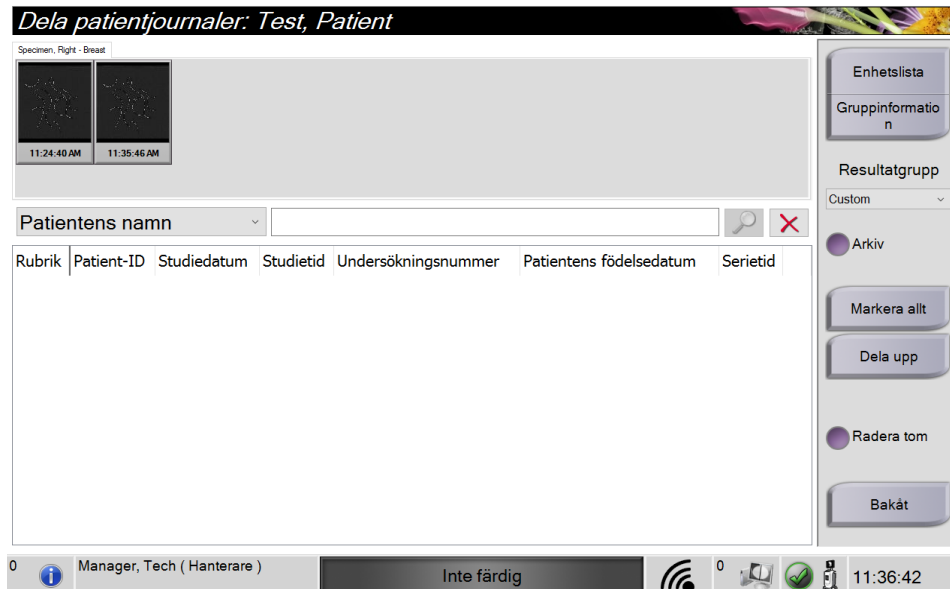 Dela patientjournaler: Test, Patient
Specimen, Right - Breast
11:24:40 AM
11:35:46 AM
Enhetslista
Gruppinformatio
n
Resultatgrupp
Custom
Patientens namn
Arkiv
Rubrik Patient-ID Studiedatum Studietid Undersökningsnummer Patientens födelsedatum Serietid
Markera allt
Dela upp
Radera tom
Bakåt
0
Manager, Tech ( Hanterare )
Inte färdig
0
11:36:42